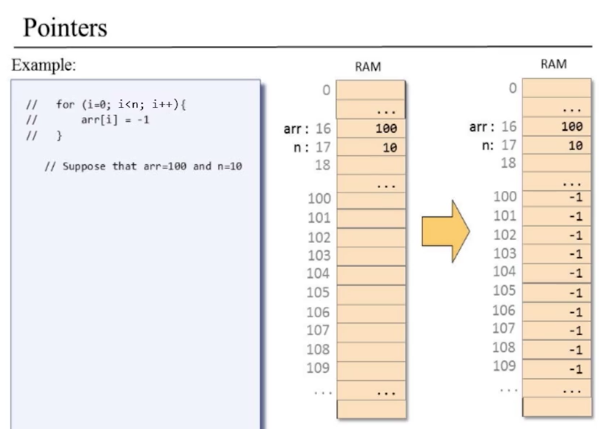 Pointers
Example:
// for (i=0; i<n; i++){
// arr[i] = -1
// }
// Suppose that arr=100 and n=10
RAM
0
...
arr: 16 100
n: 17 10
18
...
100
101
102
103
104
105
106
107
108
109
... ...
RAM
0
...
arr: 16 100
n: 17 10
18
...
100 -1
101 -1
102 -1
103 -1
104 -1
105 -1
106 -1
107 -1
108 -1
109 -1
... ...